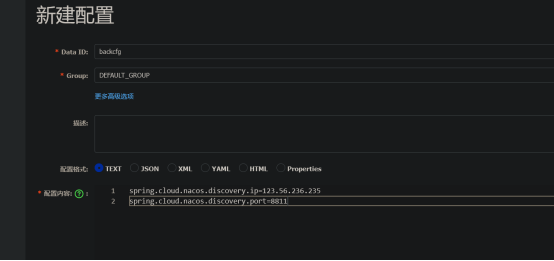 新建配置
* Data ID: backcfg
* Group: DEFAULT_GROUP
更多高级选项
描述:
配置格式: TEXT JSON XML YAML HTML Properties
* 配置内容: ? :
1 spring.cloud.nacos.discovery.ip=123.56.236.235
2 spring.cloud.nacos.discovery.port=8811